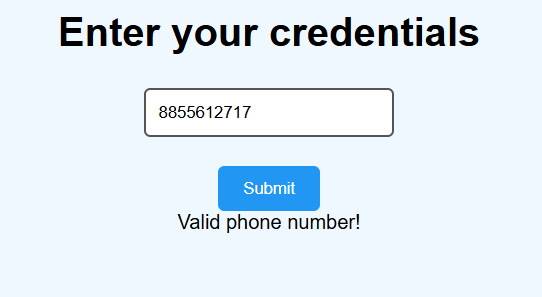 Enter your credentials
8855612717
Submit
Valid phone number!